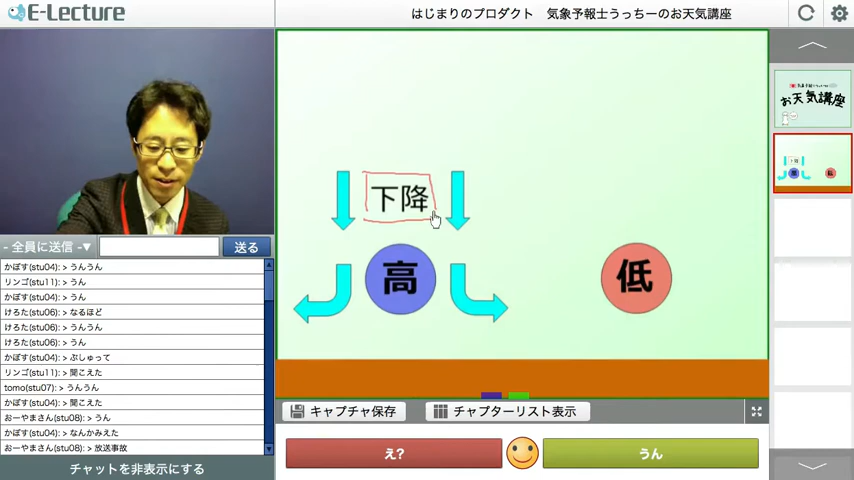 E-Lecture
はじまりのプロダクト 気象予報士うっちーのお天気講座
お天気講座
下降
高
低
- 全員に送信 -▼
送る
かぼす(stu04): > うんうん
リンゴ(stu11): > うん
かぼす(stu04): > うん
けろた(stu06): > なるほど
けろた(stu06): > うんうん
けろた(stu06): > うん
かぼす(stu04): > ぷしゅって
リンゴ(stu11): > 聞こえた
tomo(stu07): > うんうん
かぼす(stu04): > 聞こえた
おーやまさん(stu08): > うん
かぼす(stu04): > なんかみえた
おーやまさん(stu08): > 放送事故
チャットを非表示にする
キャプチャ保存
チャプターリスト表示
え?
うん